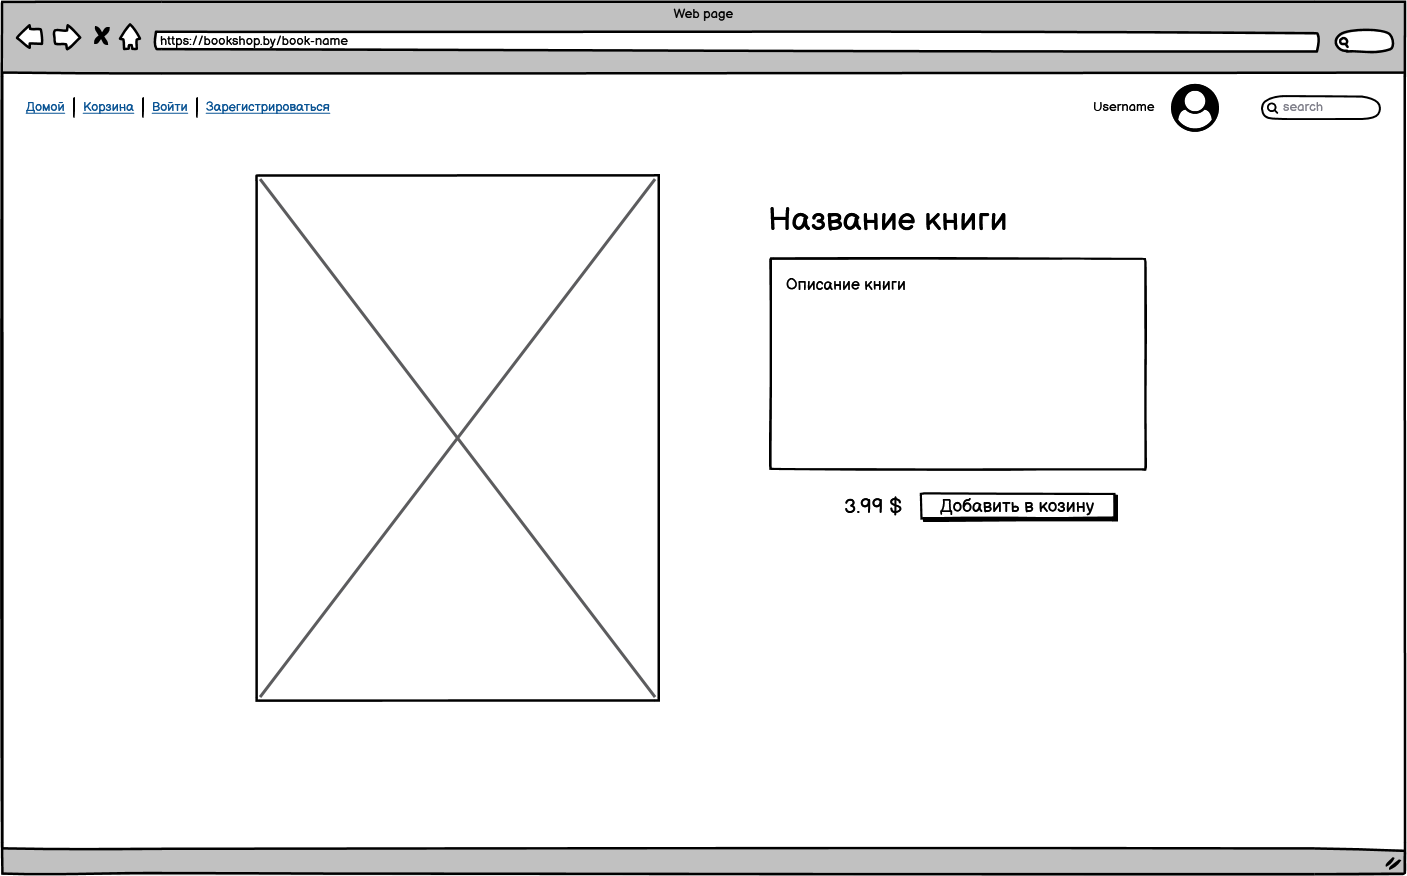 Web page
https://bookshop.by/book-name
Домой Корзина Войти Зарегистрироваться Username search
Название книги
Описание книги
3.99 $ Добавить в козину